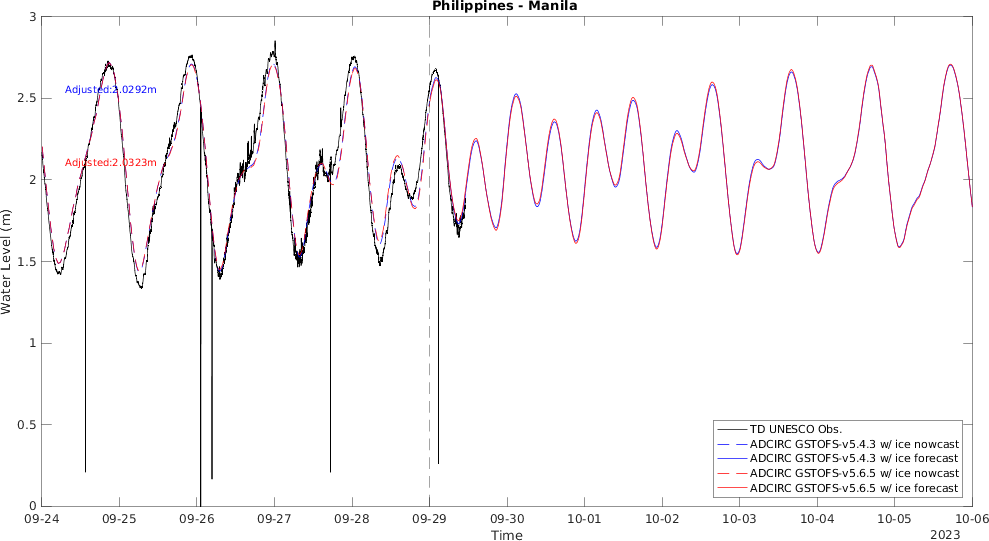 Philippines - Manila
3
2.5
2
1.5
1
0.5
0
Water Level (m)
Adjusted:2.0292m
Adjusted:2.0323m
TD UNESCO Obs.
ADCIRC GSTOFS-v5.4.3 w/ ice nowcast
ADCIRC GSTOFS-v5.4.3 w/ ice forecast
ADCIRC GSTOFS-v5.6.5 w/ ice nowcast
ADCIRC GSTOFS-v5.6.5 w/ ice forecast
09-24 09-25 09-26 09-27 09-28 09-29 09-30 10-01 10-02 10-03 10-04 10-05 10-06
Time
2023